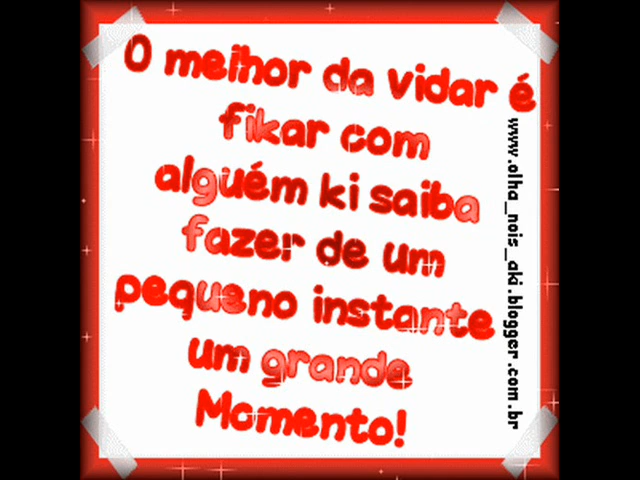 O melhor da vidar é
fikar com
alguém ki saiba
fazer de um
pequeno instante
um grande
Momento!
www.olha_nois_aki.blogger.com.br